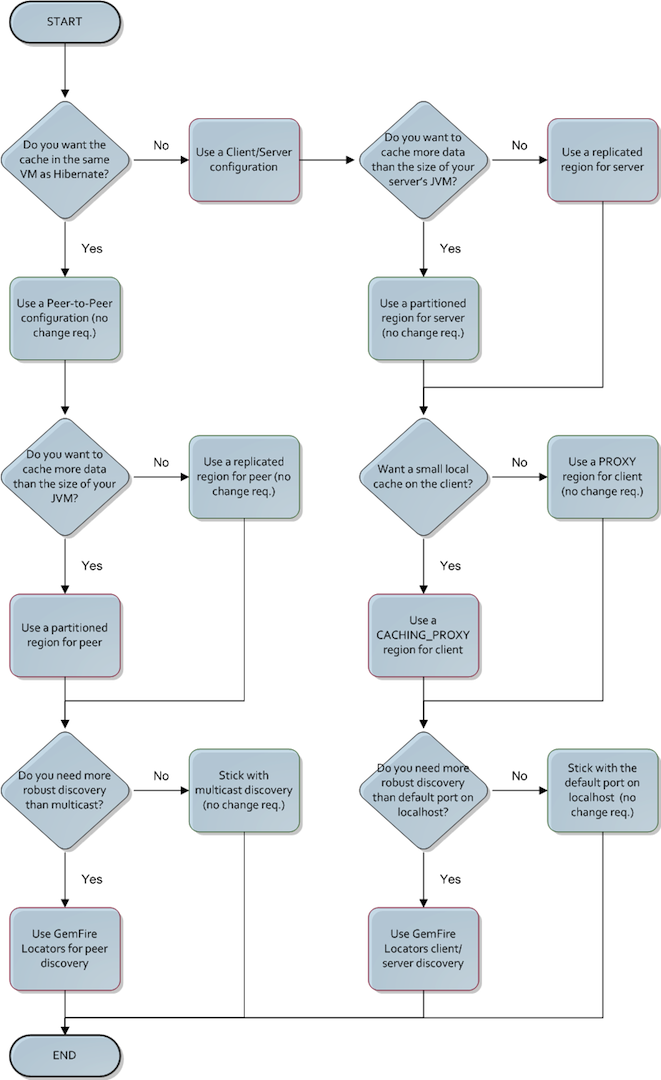 START
Do you want the
cache in the same
VM as Hibernate?
No
Use a Client/Server
configuration
Do you want to
cache more data
than the size of your
server's JVM?
No
Use a replicated
region for server
Yes
Yes
Use a Peer-to-Peer
configuration (no
change req.)
Use a partitioned
region for server
(no change req.)
Do you want to
cache more data
than the size of your
JVM?
No
Use a replicated
region for peer (no
change req.)
Want a small local
cache on the client?
No
Use a PROXY
region for client
(no change req.)
Yes
Yes
Use a partitioned
region for peer
Use a
CACHING_PROXY
region for client
Do you need more
robust discovery
than multicast?
No
Stick with
multicast discovery
(no change req.)
Do you need more
robust discovery
than default port on
localhost?
No
Stick with the
default port on
localhost (no
change req.)
Yes
Yes
Use GemFire
Locators for peer
discovery
Use GemFire
Locators client/
server discovery
END